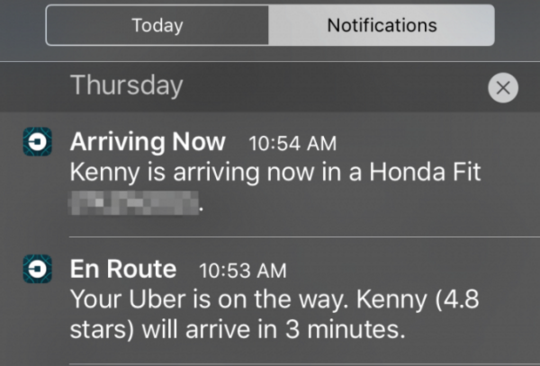 Today
Notifications
Thursday
Arriving Now 10:54 AM
Kenny is arriving now in a Honda Fit
.
En Route 10:53 AM
Your Uber is on the way. Kenny (4.8
stars) will arrive in 3 minutes.